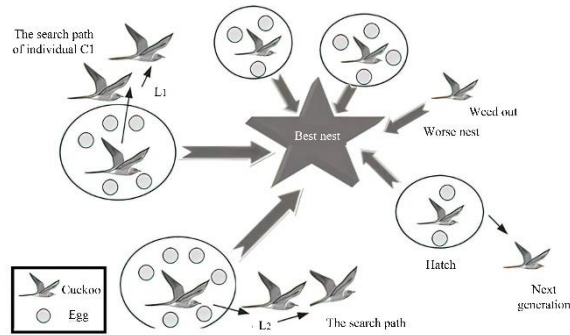 The search path
of individual C1
L1
Best nest
Weed out
Worse nest
Hatch
Next
generation
Cuckoo
Egg
L2
The search path